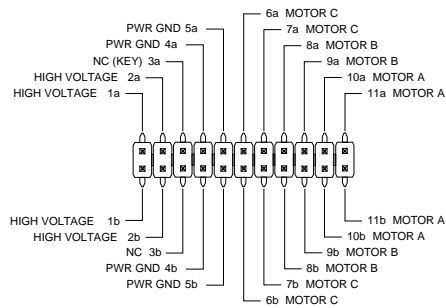 6a MOTOR C
PWR GND 5a
7a MOTOR C
PWR GND 4a
8a MOTOR B
NC (KEY) 3a
9a MOTOR B
HIGH VOLTAGE 2a
10a MOTOR A
HIGH VOLTAGE 1a
11a MOTOR A
HIGH VOLTAGE 1b
11b MOTOR A
HIGH VOLTAGE 2b
10b MOTOR A
NC 3b
9b MOTOR B
PWR GND 4b
8b MOTOR B
PWR GND 5b
7b MOTOR C
6b MOTOR C